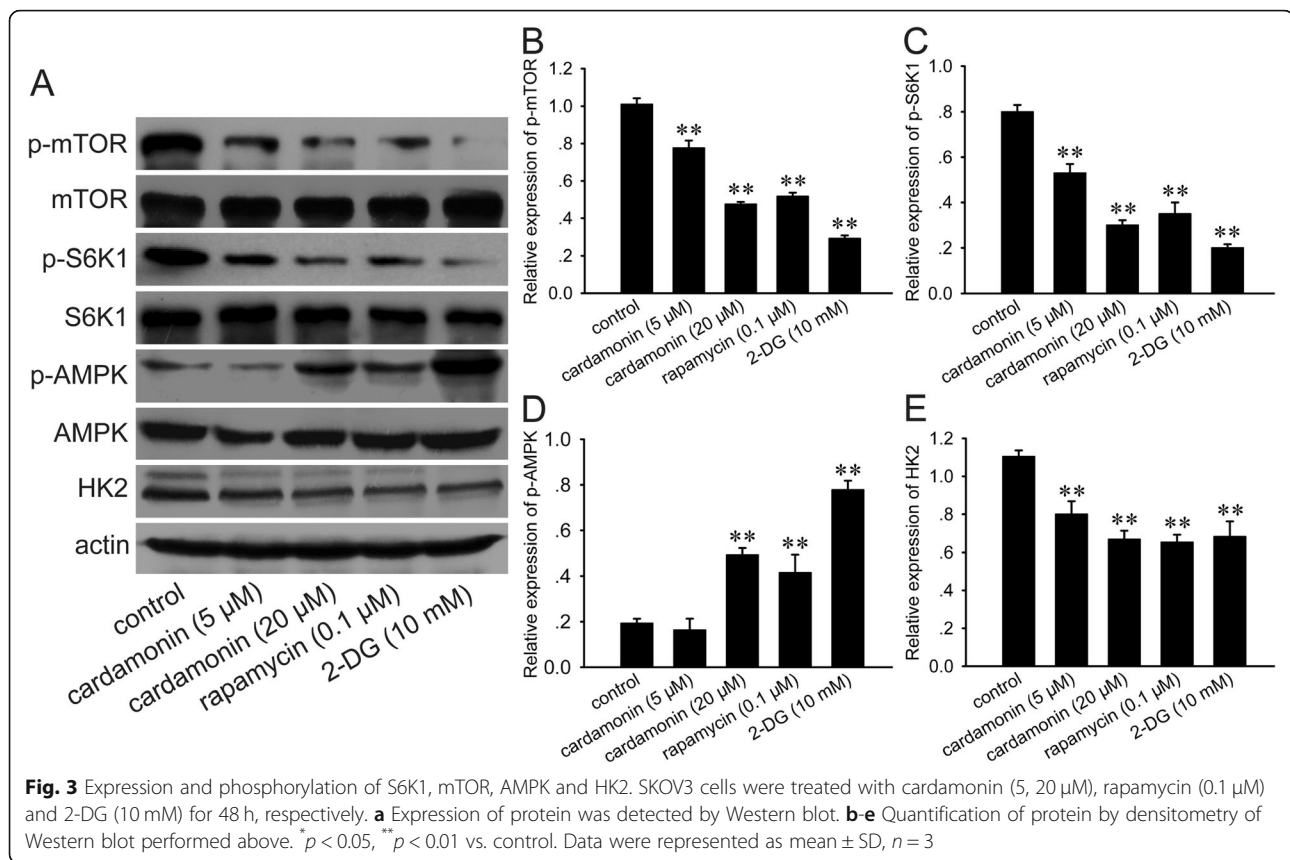 A
p-mTOR
mTOR
p-S6K1
S6K1
p-AMPK
AMPK
HK2
actin
control
cardamonin (5 µM)
cardamonin (20 µM)
rapamycin (0.1 µM)
2-DG (10 mM)
B
Relative expression of p-mTOR
1.2
1.0
.8
.6
.4
.2
0.0
**
**
**
**
control
cardamonin (5 µM)
cardamonin (20 µM)
rapamycin (0.1 µM)
2-DG (10 mM)
C
Relative expression of p-S6K1
1.0
.8
.6
.4
.2
0
**
**
**
**
control
cardamonin (5 µM)
cardamonin (20 µM)
rapamycin (0.1 µM)
2-DG (10 mM)
D
Relative expression of p-AMPK
1.0
.8
.6
.4
.2
0.0
**
**
**
control
cardamonin (5 µM)
cardamonin (20 µM)
rapamycin (0.1 µM)
2-DG (10 mM)
E
Relative expression of HK2
1.2
1.0
.8
.6
.4
.2
0.0
**
**
**
**
control
cardamonin (5 µM)
cardamonin (20 µM)
rapamycin (0.1 µM)
2-DG (10 mM)
Fig. 3 Expression and phosphorylation of S6K1, mTOR, AMPK and HK2. SKOV3 cells were treated with cardamonin (5, 20 µM), rapamycin (0.1 µM)
and 2-DG (10 mM) for 48 h, respectively. a Expression of protein was detected by Western blot. b-e Quantification of protein by densitometry of
Western blot performed above. *p < 0.05, **p < 0.01 vs. control. Data were represented as mean ± SD, n = 3